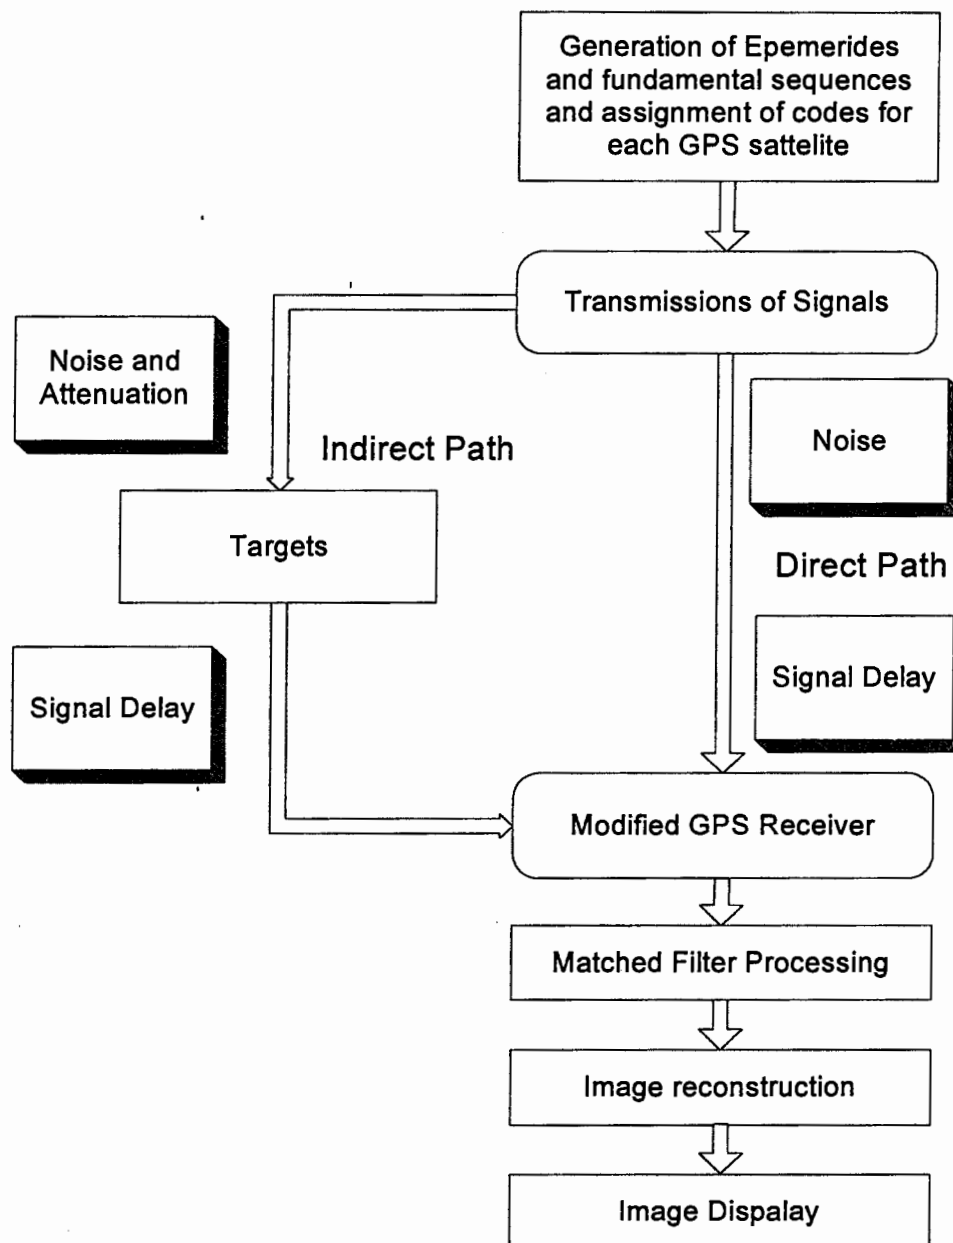 Generation of Epemerides
and fundamental sequences
and assignment of codes for
each GPS sattelite
Transmissions of Signals
Noise and
Attenuation
Indirect Path
Noise
Targets
Direct Path
Signal Delay
Signal Delay
Modified GPS Receiver
Matched Filter Processing
Image reconstruction
Image Dispalay